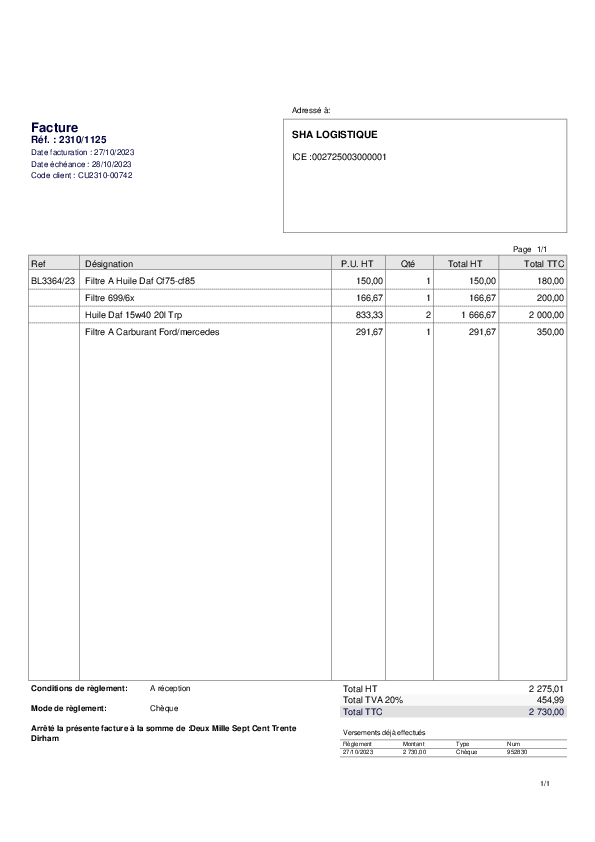 Adressé à:
Facture
Réf. : 2310/1125
Date facturation : 27/10/2023
Date échéance : 28/10/2023
Code client : CU2310-00742
SHA LOGISTIQUE
ICE :002725003000001
Page 1/1
Ref Désignation P.U. HT Qté Total HT Total TTC
BL3364/23 Filtre A Huile Daf Cf75-cf85 150,00 1 150,00 180,00
Filtre 699/6x 166,67 1 166,67 200,00
Huile Daf 15w40 20l Trp 833,33 2 1 666,67 2 000,00
Filtre A Carburant Ford/mercedes 291,67 1 291,67 350,00
Conditions de règlement: A réception
Mode de règlement: Chèque
Arrêté la présente facture à la somme de :Deux Mille Sept Cent Trente
Dirham
Total HT 2 275,01
Total TVA 20% 454,99
Total TTC 2 730,00
Versements déjà effectués
Règlement Montant Type Num
27/10/2023 2 730,00 Chèque 952830
1/1